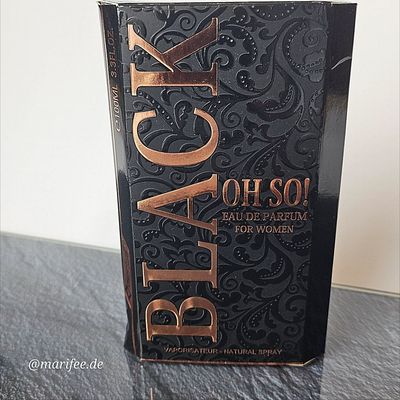 ℮100ML 3.3FL.OZ
BLACK
OH SO!
EAU DE PARFUM
FOR WOMEN
VAPORISATEUR - NATURAL SPRAY
@marifee.de